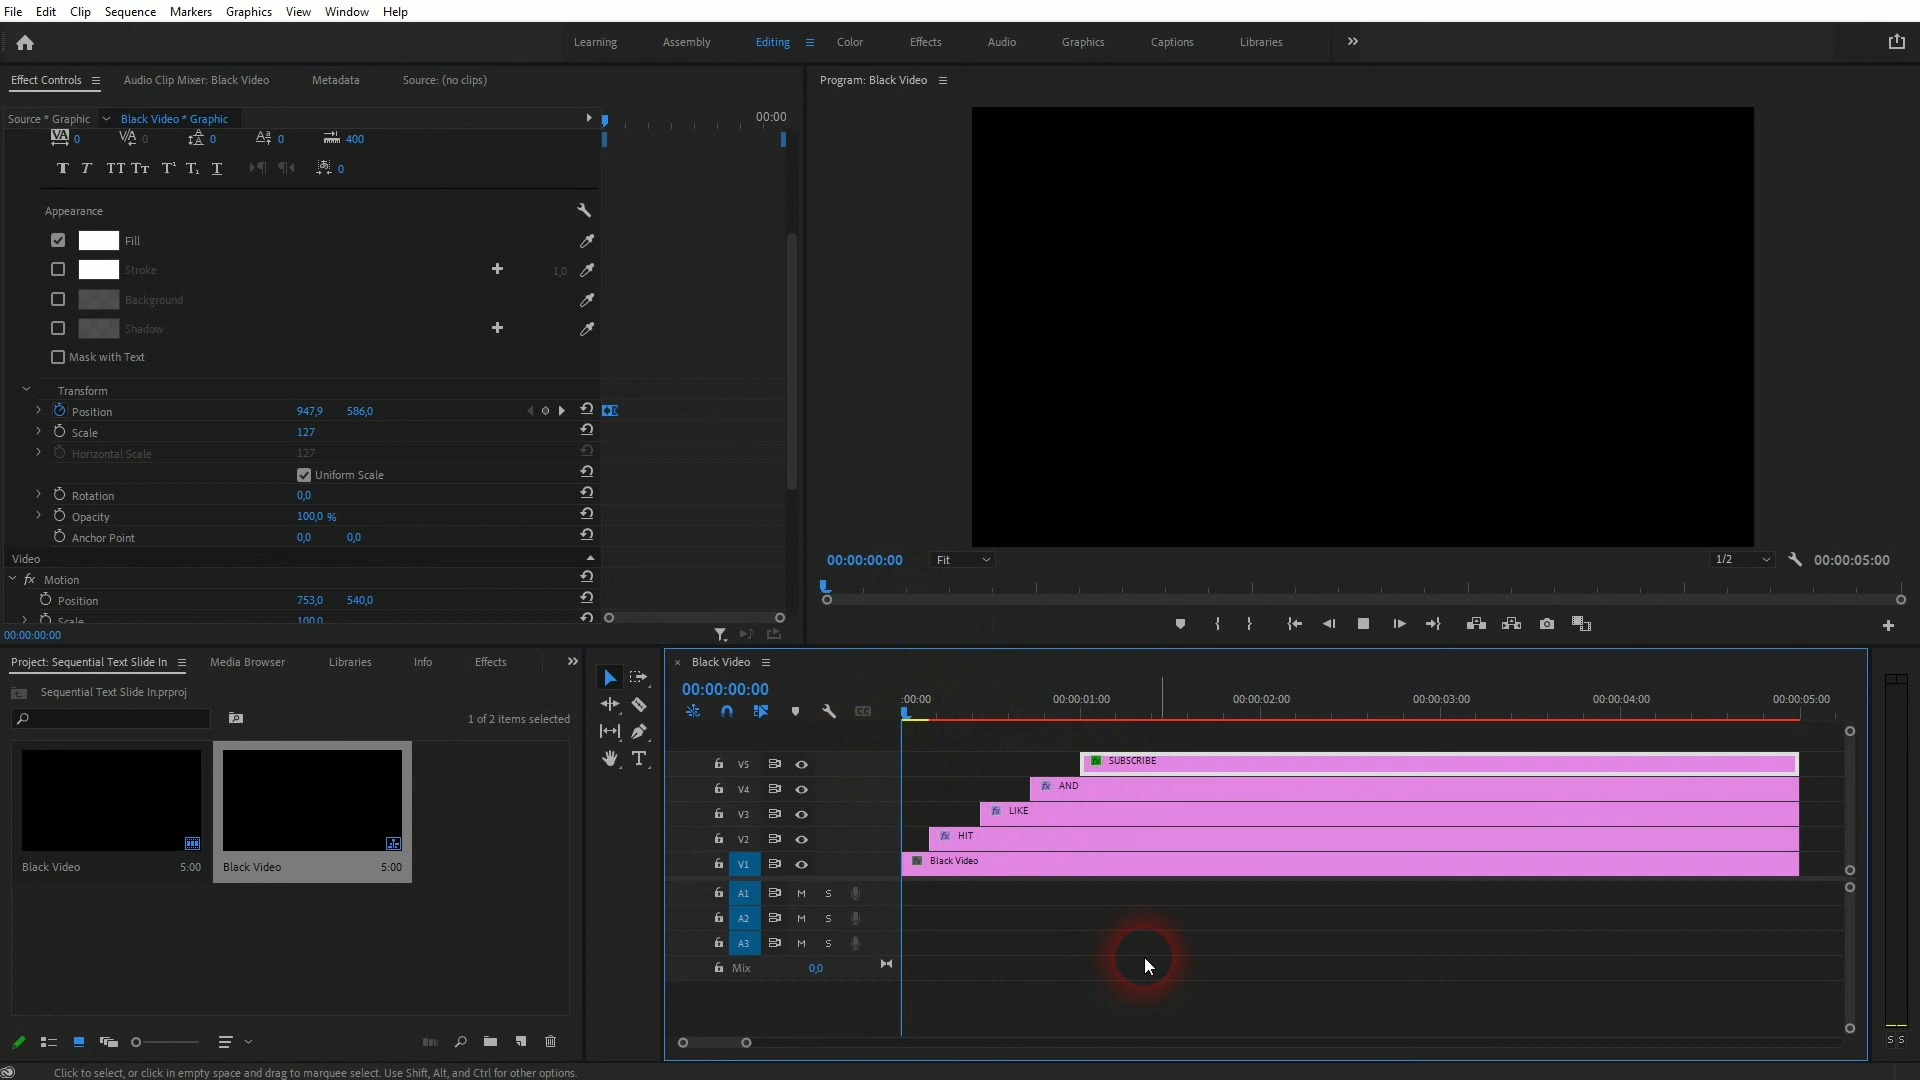 File Edit Clip Sequence Markers Graphics View Window Help
Learning Assembly Editing Color Effects Audio Graphics Captions Libraries
Effect Controls Audio Clip Mixer: Black Video Metadata Source: (no clips)
Program: Black Video
Source * Graphic Black Video * Graphic 00:00
0 0 0 0 400
0
Appearance
Fill
Stroke 1,0
Background
Shadow
Mask with Text
Transform
Position 947,9 586,0
Scale 127
Horizontal Scale 127
Uniform Scale
Rotation 0,0
Opacity 100,0 %
Anchor Point 0,0 0,0
Video
fx Motion
Position 753,0 540,0
Scale 100,0
00:00:00:00
00:00:00:00 Fit 1/2 00:00:05:00
Project: Sequential Text Slide In Media Browser Libraries Info Effects
Sequential Text Slide In.prproj
1 of 2 items selected
Black Video 5:00
Black Video 5:00
Black Video
00:00:00:00
:00:00 00:00:01:00 00:00:02:00 00:00:03:00 00:00:04:00 00:00:05:00
V5 fx SUBSCRIBE
V4 fx AND
V3 fx LIKE
V2 fx HIT
V1 fx Black Video
A1 M S
A2 M S
A3 M S
Mix 0,0
S S
Click to select, or click in empty space and drag to marquee select. Use Shift, Alt, and Ctrl for other options.